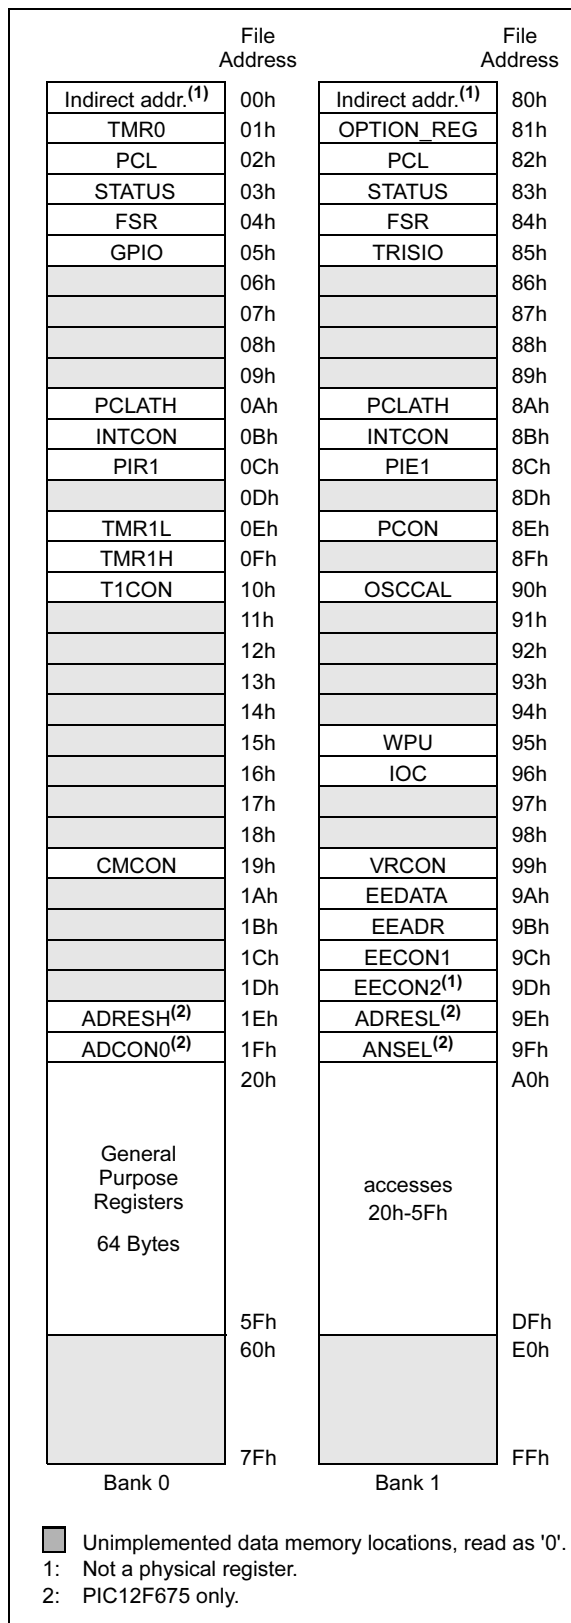 File Address File Address
Indirect addr.(1) 00h Indirect addr.(1) 80h
TMR0 01h OPTION_REG 81h
PCL 02h PCL 82h
STATUS 03h STATUS 83h
FSR 04h FSR 84h
GPIO 05h TRISIO 85h
06h 86h
07h 87h
08h 88h
09h 89h
PCLATH 0Ah PCLATH 8Ah
INTCON 0Bh INTCON 8Bh
PIR1 0Ch PIE1 8Ch
0Dh 8Dh
TMR1L 0Eh PCON 8Eh
TMR1H 0Fh 8Fh
T1CON 10h OSCCAL 90h
11h 91h
12h 92h
13h 93h
14h 94h
15h WPU 95h
16h IOC 96h
17h 97h
18h 98h
CMCON 19h VRCON 99h
1Ah EEDATA 9Ah
1Bh EEADR 9Bh
1Ch EECON1 9Ch
1Dh EECON2(1) 9Dh
ADRESH(2) 1Eh ADRESL(2) 9Eh
ADCON0(2) 1Fh ANSEL(2) 9Fh
20h A0h
General
Purpose
Registers
64 Bytes
accesses
20h-5Fh
5Fh DFh
60h E0h
7Fh FFh
Bank 0 Bank 1
Unimplemented data memory locations, read as '0'.
1: Not a physical register.
2: PIC12F675 only.